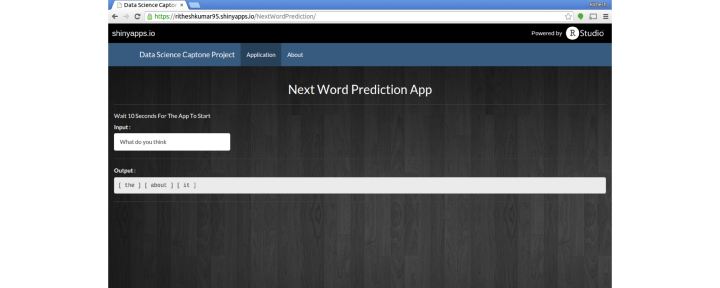 Data Science Capto
Rithesh
https://ritheshkumar95.shinyapps.io/NextWordPrediction/
shinyapps.io
Powered by R Studio
Data Science Captone Project Application About
Next Word Prediction App
Wait 10 Seconds For The App To Start
Input :
What do you think
Output :
[ the ] [ about ] [ it ]